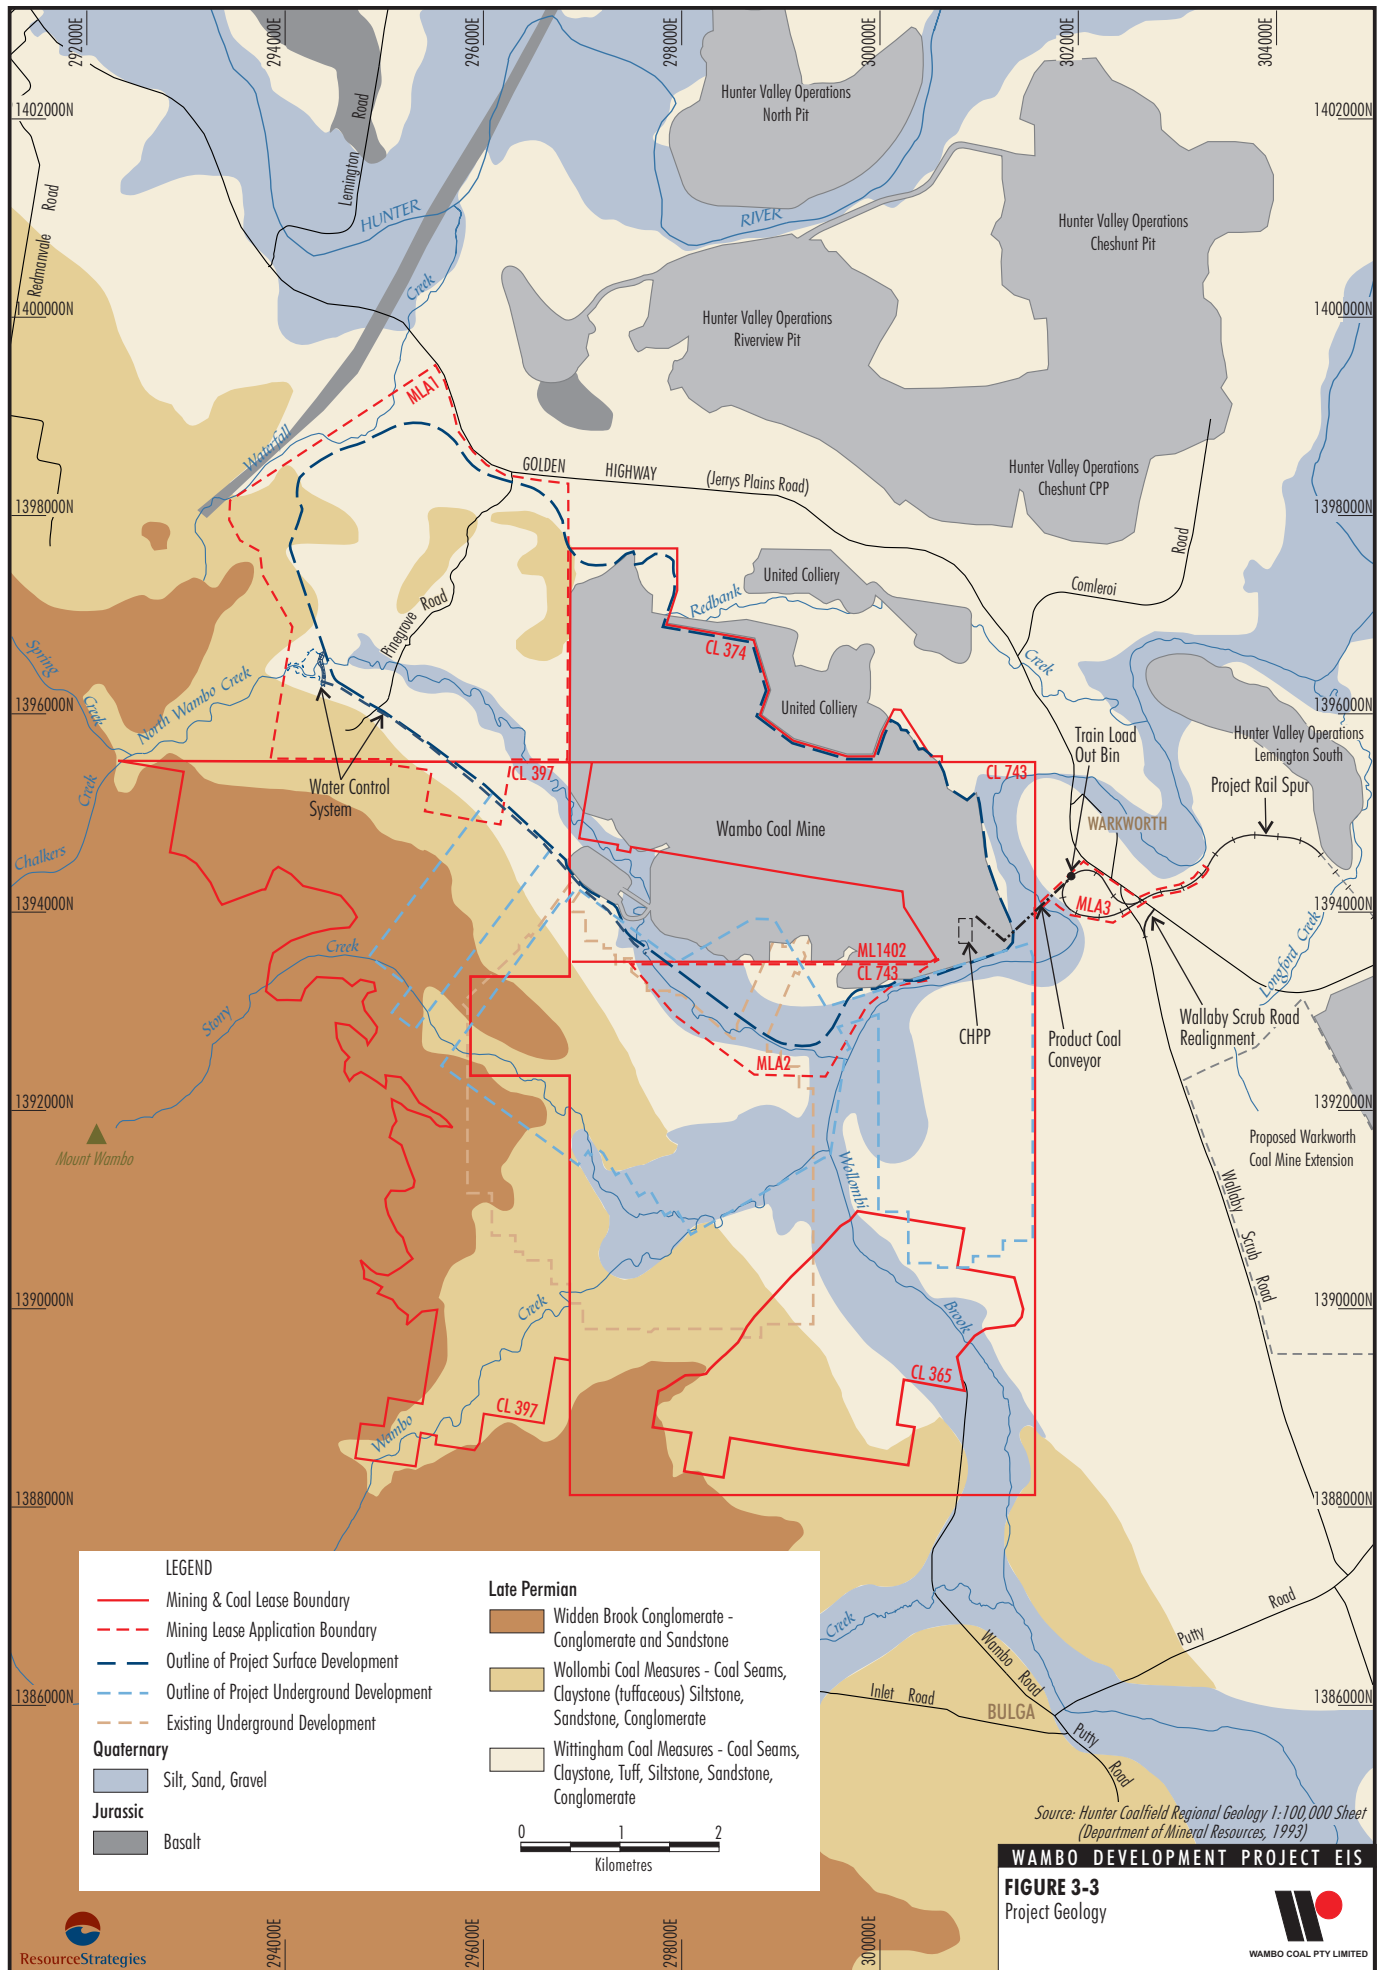 292000E
294000E
296000E
298000E
300000E
302000E
304000E
1402000N
1402000N
Hunter Valley Operations
North Pit
Lemington
Road
Redmanvale
Road
HUNTER
RIVER
Hunter Valley Operations
Cheshunt Pit
Creek
1400000N
1400000N
Hunter Valley Operations
Riverview Pit
MLA1
Waterfall
GOLDEN
HIGHWAY
(Jerrys Plains Road)
Hunter Valley Operations
Cheshunt CPP
1398000N
1398000N
Road
United Colliery
Comleroi
Redbank
Pinegrove
Road
CL 374
Creek
Spring
Creek
North Wambo Creek
United Colliery
1396000N
1396000N
Train Load
Out Bin
Hunter Valley Operations
Lemington South
Project Rail Spur
CL 397
CL 743
Water Control
System
Wambo Coal Mine
WARKWORTH
Creek
Chalkers
1394000N
1394000N
MLA3
Creek
ML1402
CL 743
Longford Creek
Stony
CHPP
Product Coal
Conveyor
Wallaby Scrub Road
Realignment
MLA2
1392000N
1392000N
Mount Wambo
Proposed Warkworth
Coal Mine Extension
Wollombi
Wallaby
Scrub
Road
1390000N
1390000N
Creek
Brook
CL 365
CL 397
Wambo
1388000N
1388000N
LEGEND
Mining & Coal Lease Boundary
Mining Lease Application Boundary
Outline of Project Surface Development
Outline of Project Underground Development
Existing Underground Development
Quaternary
Silt, Sand, Gravel
Jurassic
Basalt
Late Permian
Widden Brook Conglomerate -
Conglomerate and Sandstone
Wollombi Coal Measures - Coal Seams,
Claystone (tuffaceous) Siltstone,
Sandstone, Conglomerate
Wittingham Coal Measures - Coal Seams,
Claystone, Tuff, Siltstone, Sandstone,
Conglomerate
0
1
2
Kilometres
Creek
Wambo
Road
Putty
Road
1386000N
1386000N
Inlet Road
BULGA
Putty
Road
Source: Hunter Coalfield Regional Geology 1:100,000 Sheet
(Department of Mineral Resources, 1993)
WAMBO DEVELOPMENT PROJECT EIS
FIGURE 3-3
Project Geology
WAMBO COAL PTY LIMITED
ResourceStrategies
294000E
296000E
298000E
300000E